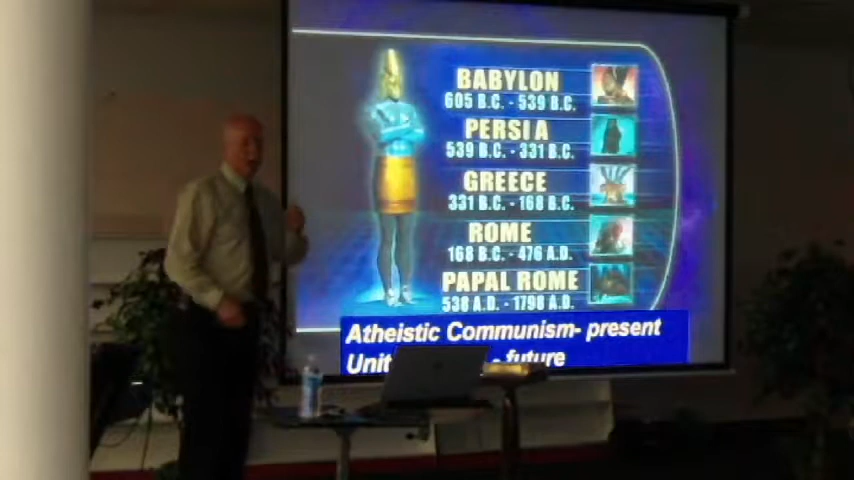 BABYLON
605 B.C. - 539 B.C.
PERSIA
539 B.C. - 331 B.C.
GREECE
331 B.C. - 168 B.C.
ROME
168 B.C. - 476 A.D.
PAPAL ROME
538 A.D. - 1798 A.D.
Atheistic Communism- present
- future